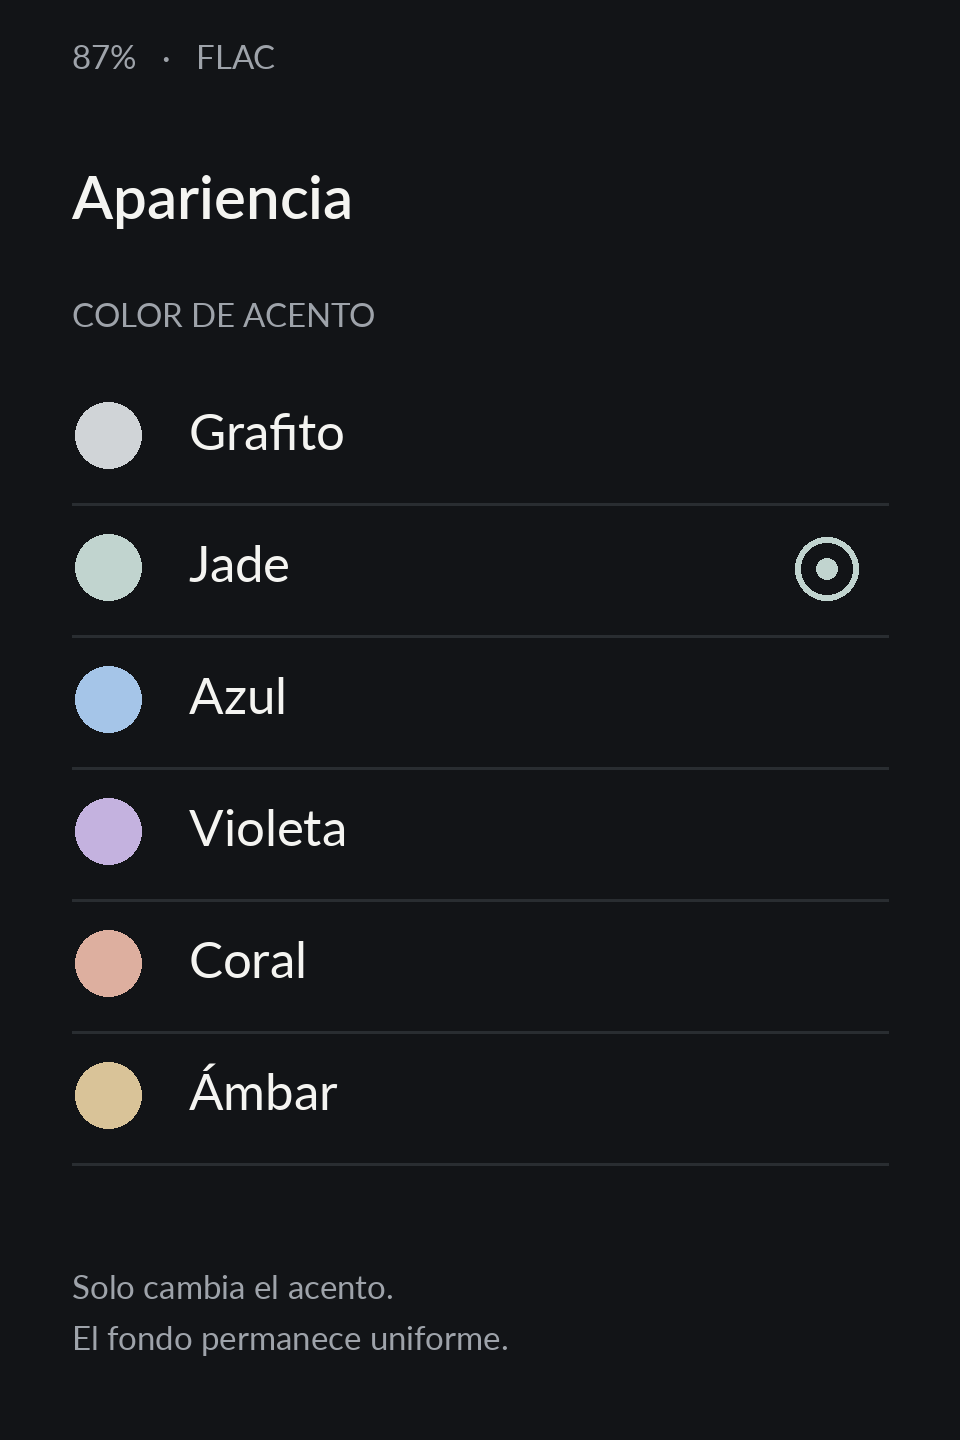 87% · FLAC
Apariencia
COLOR DE ACENTO
Grafito
Jade
Azul
Violeta
Coral
Ámbar
Solo cambia el acento.
El fondo permanece uniforme.